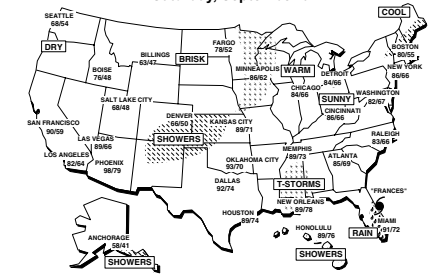 COOL
SEATTLE
68/54
DRY
FARGO
78/52
BOSTON
80/55
BILLINGS
63/47
BRISK
BOISE
76/48
MINNEAPOLIS
86/62
WARM
DETROIT
84/66
NEW YORK
86/66
CHICAGO
84/66
SUNNY
WASHINGTON
82/67
SALT LAKE CITY
68/48
CINCINNATI
86/66
DENVER
66/50
KANSAS CITY
89/71
SAN FRANCISCO
90/59
LAS VEGAS
89/66
SHOWERS
RALEIGH
83/66
LOS ANGELES
82/64
PHOENIX
98/79
OKLAHOMA CITY
93/70
MEMPHIS
89/73
ATLANTA
85/69
DALLAS
92/74
T-STORMS
"FRANCES"
NEW ORLEANS
89/78
HOUSTON
89/74
MIAMI
91/72
RAIN
HONOLULU
89/76
ANCHORAGE
58/41
SHOWERS
SHOWERS